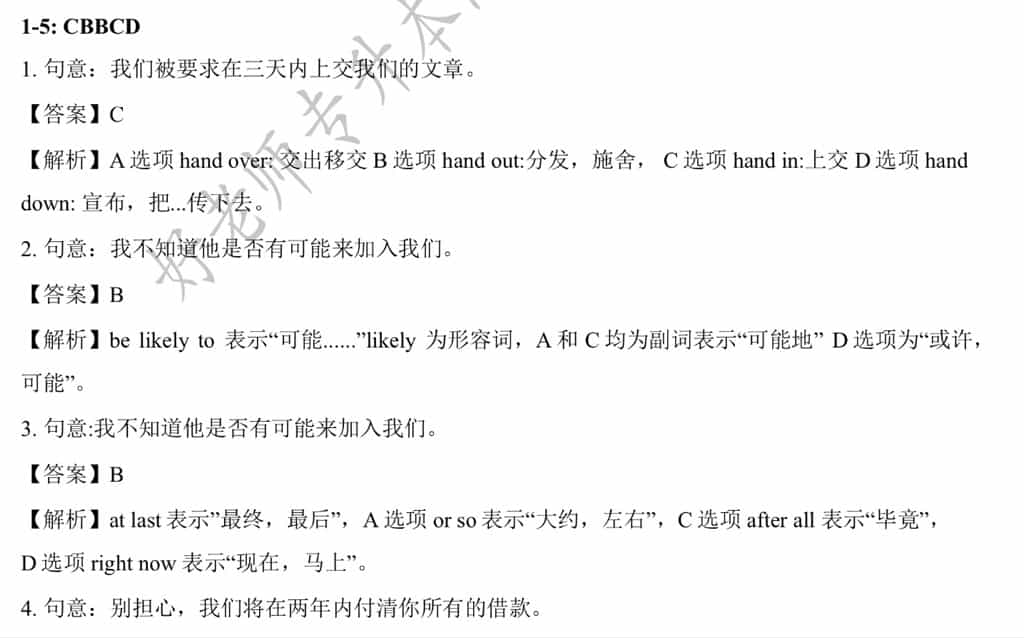 1-5: CBBCD
1. 句意：我们被要求在三天内上交我们的文章。
【答案】C
【解析】A 选项 hand over: 交出移交 B 选项 hand out:分发，施舍， C 选项 hand in:上交 D 选项 hand
down: 宣布，把...传下去。
2. 句意：我不知道他是否有可能来加入我们。
【答案】B
【解析】be likely to 表示“可能......”likely 为形容词，A 和 C 均为副词表示“可能地” D 选项为“或许，
可能”。
3. 句意:我不知道他是否有可能来加入我们。
【答案】B
【解析】at last 表示”最终，最后”，A 选项 or so 表示“大约，左右”，C 选项 after all 表示“毕竟”，
D 选项 right now 表示“现在，马上”。
4. 句意：别担心，我们将在两年内付清你所有的借款。
好老师专升本